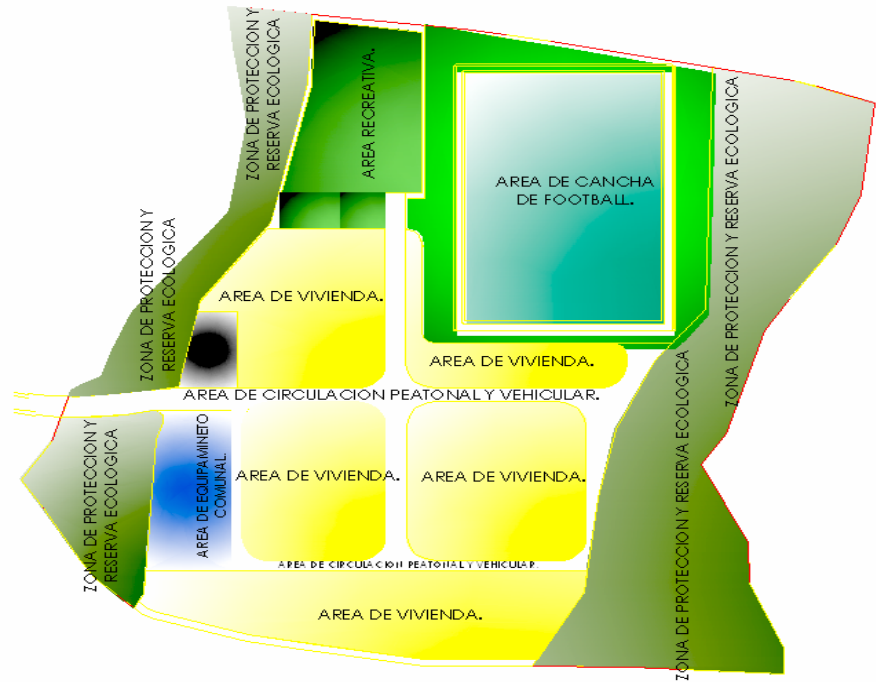 ZONA DE PROTECCION Y
RESERVA ECOLOGICA
AREA RECREATIVA.
AREA DE CANCHA
DE FOOTBALL.
ZONA DE PROTECCION Y RESERVA ECOLOGICA
ZONA DE PROTECCION Y
RESERVA ECOLOGICA
AREA DE VIVIENDA.
AREA DE VIVIENDA.
AREA DE CIRCULACION PEATONAL Y VEHICULAR.
ZONA DE PROTECCION Y
RESERVA ECOLOGICA
AREA DE EQUIPAMINETO
COMUNAL.
AREA DE VIVIENDA.
AREA DE VIVIENDA.
ZONA DE PROTECCION Y RESERVA ECOLOGICA
AREA DE CIRCULACION PEATONAL Y VEHICULAR.
AREA DE VIVIENDA.